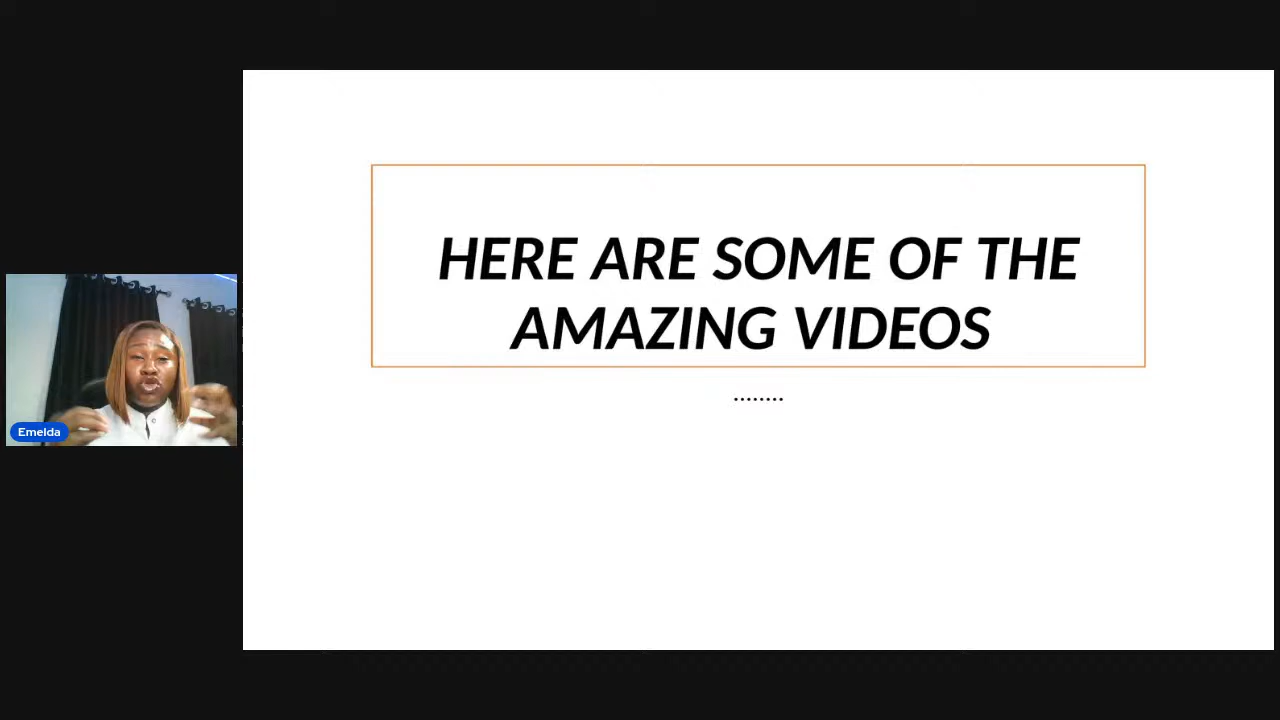 HERE ARE SOME OF THE
AMAZING VIDEOS
........
Emelda